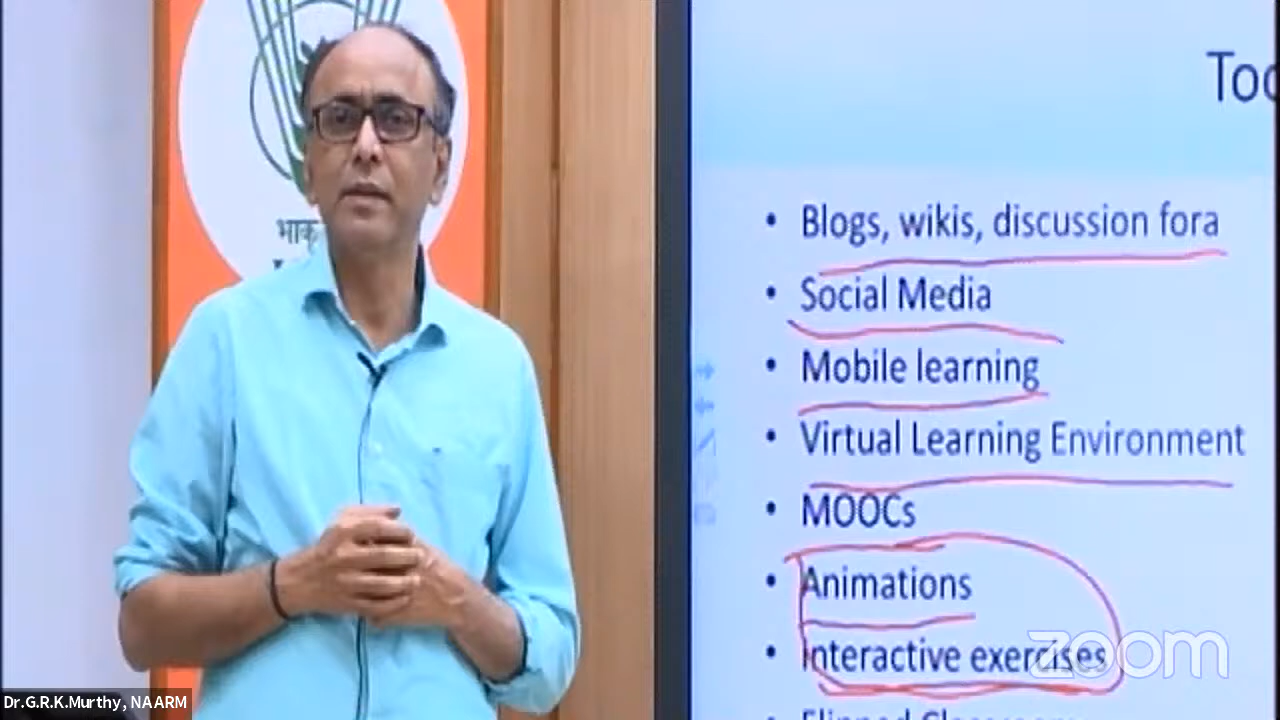 Too
भाकृ
• Blogs, wikis, discussion fora
• Social Media
• Mobile learning
• Virtual Learning Environment
• MOOCs
• Animations
• Interactive exercises
zoom
Dr.G.R.K.Murthy, NAARM